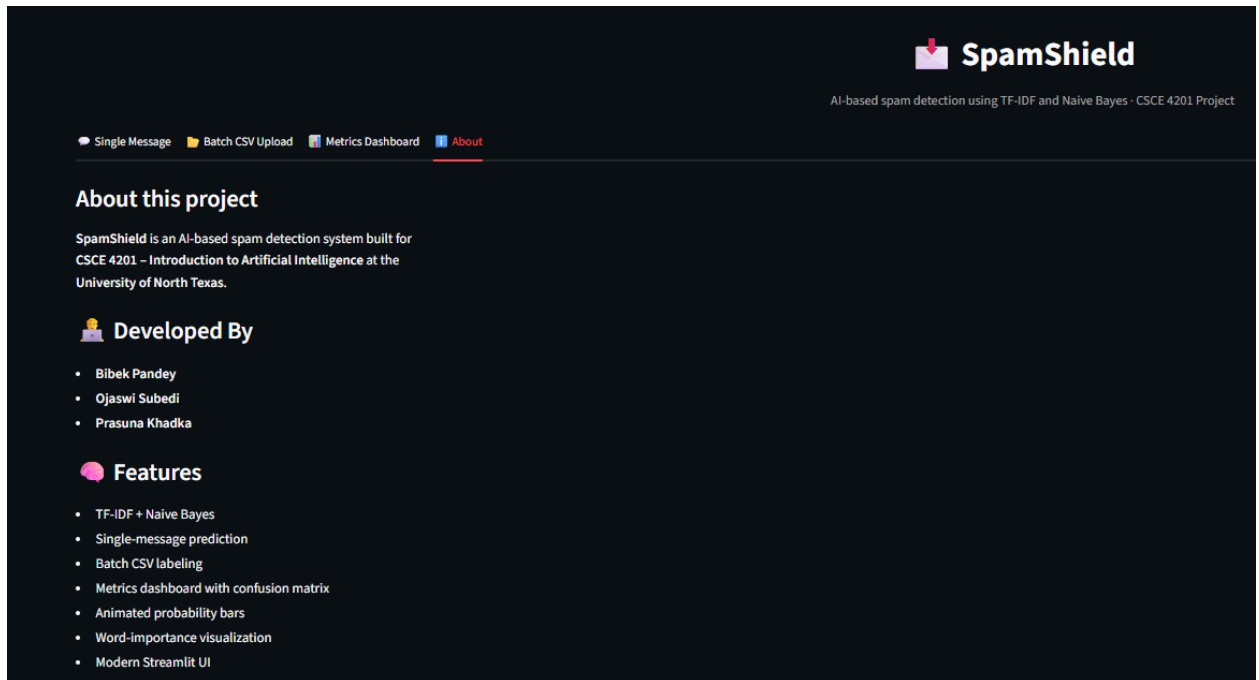 SpamShield
AI-based spam detection using TF-IDF and Naive Bayes · CSCE 4201 Project
Single Message Batch CSV Upload Metrics Dashboard About
About this project
SpamShield is an AI-based spam detection system built for
CSCE 4201 – Introduction to Artificial Intelligence at the
University of North Texas.
Developed By
• Bibek Pandey
• Ojaswi Subedi
• Prasuna Khadka
Features
• TF-IDF + Naive Bayes
• Single-message prediction
• Batch CSV labeling
• Metrics dashboard with confusion matrix
• Animated probability bars
• Word-importance visualization
• Modern Streamlit UI